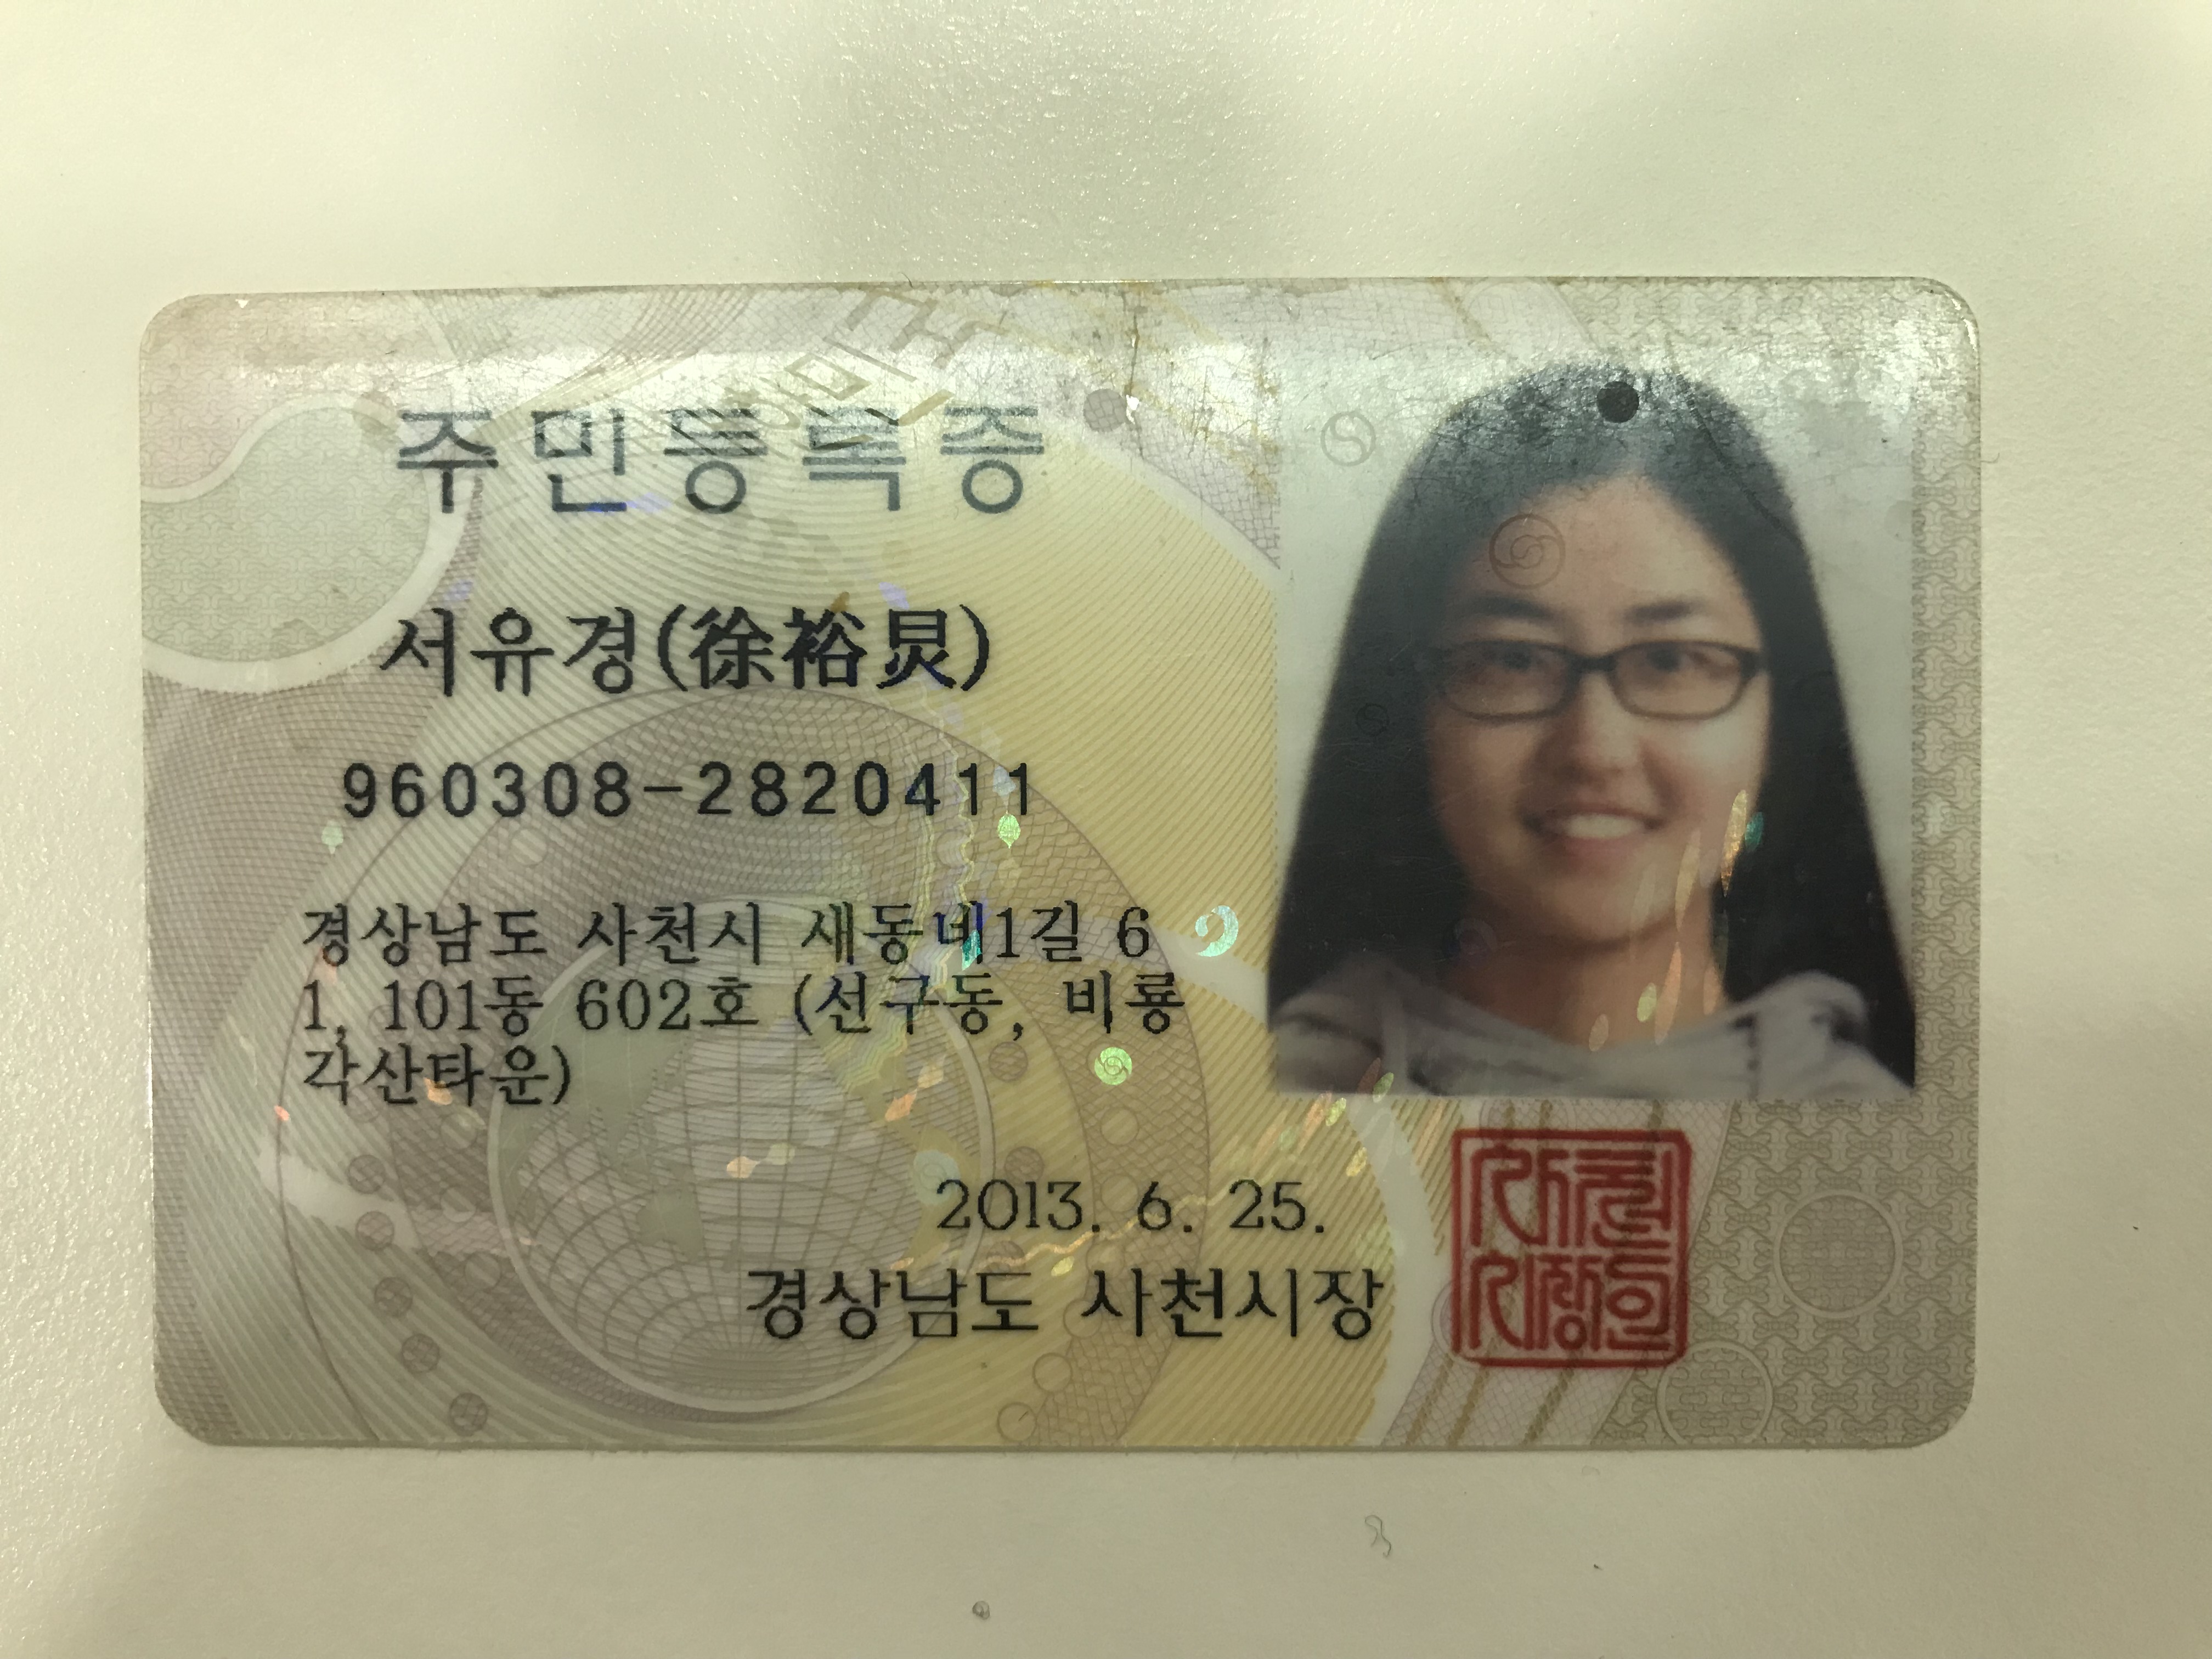 주민등록증
서유경(徐裕炅)
960308-2820411
경상남도 사천시 새동네1길 6
1, 101동 602호 (선구동, 비룡
각산타운)
2013. 6. 25.
경상남도 사천시장